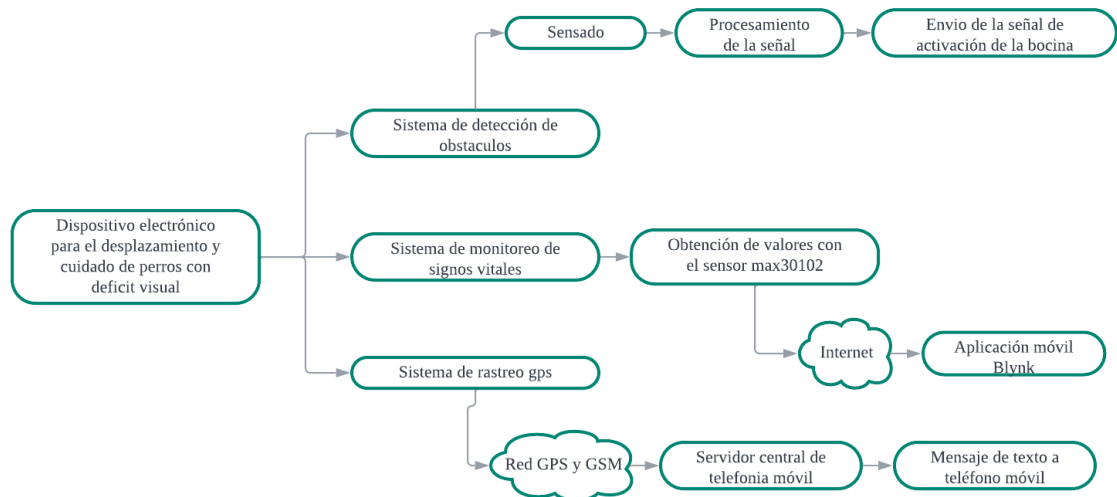 Sensado
Procesamiento
de la señal
Envio de la señal de
activación de la bocina
Sistema de detección de
obstaculos
Dispositivo electrónico
para el desplazamiento y
cuidado de perros con
deficit visual
Sistema de monitoreo de
signos vitales
Obtención de valores con
el sensor max30102
Internet
Aplicación móvil
Blynk
Sistema de rastreo gps
Red GPS y GSM
Servidor central de
telefonia móvil
Mensaje de texto a
teléfono móvil